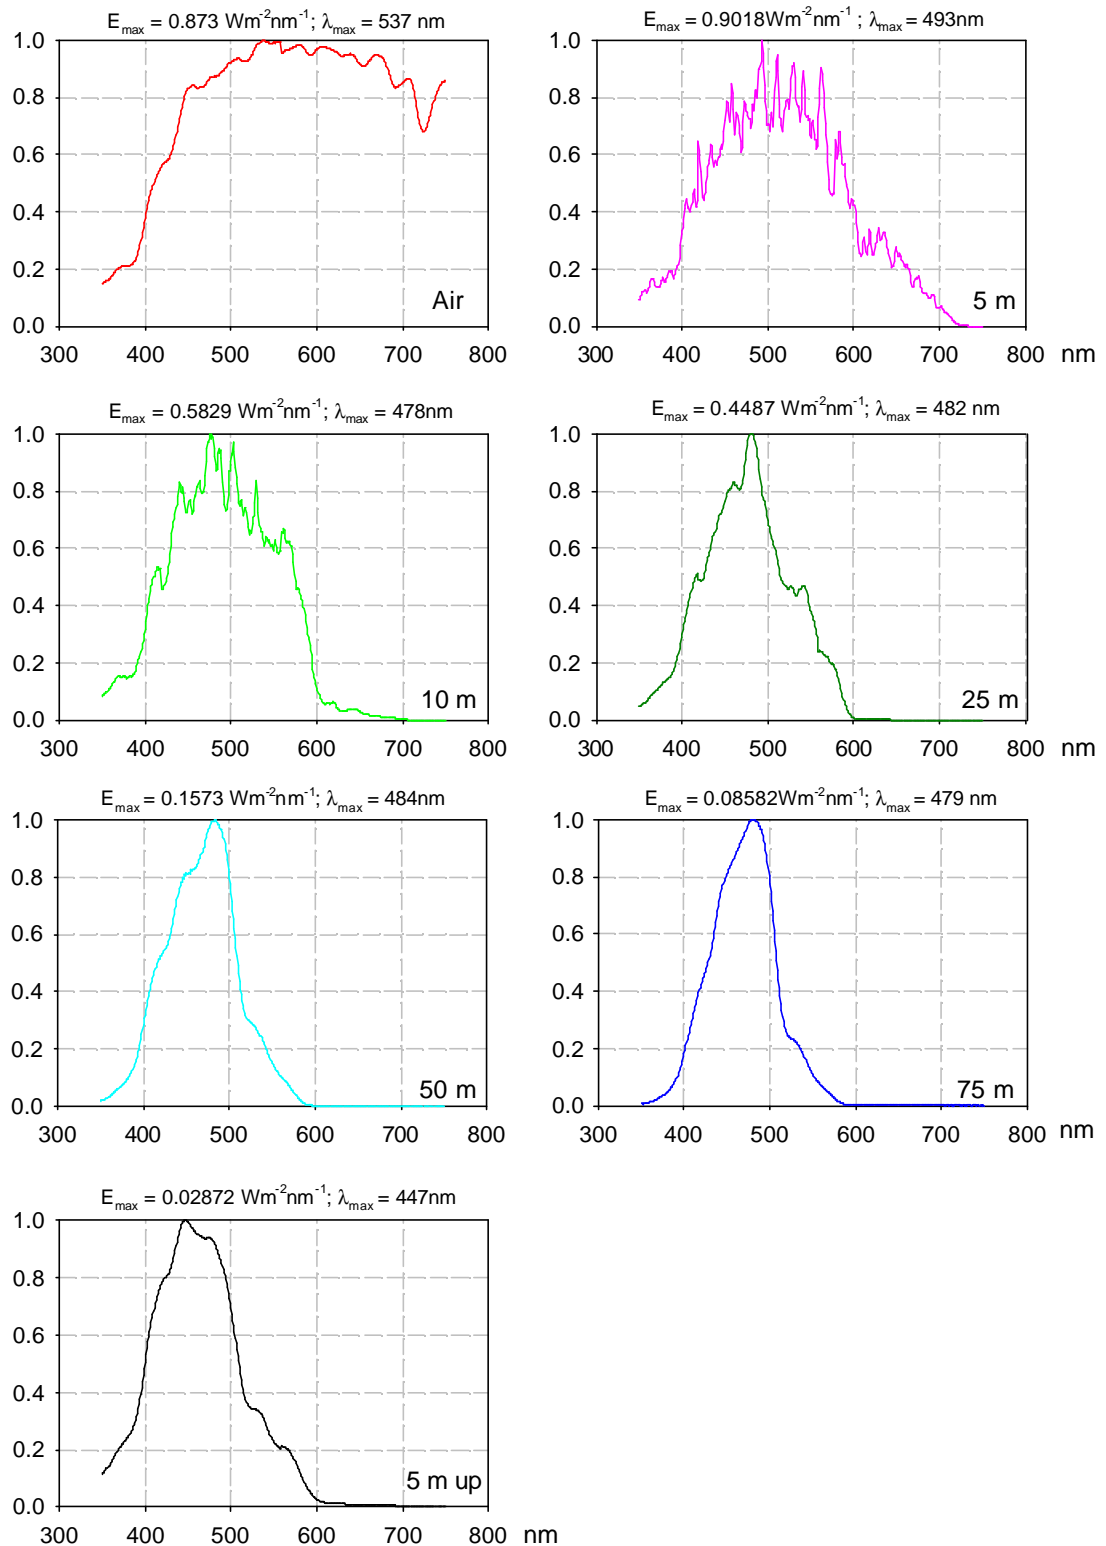 E_max = 0.873 Wm⁻²nm⁻¹; λ_max = 537 nm
1.0
0.8
0.6
0.4
0.2
0.0
Air
300 400 500 600 700 800
E_max = 0.9018Wm⁻²nm⁻¹ ; λ_max = 493nm
1.0
0.8
0.6
0.4
0.2
0.0
5 m
300 400 500 600 700 800 nm
E_max = 0.5829 Wm⁻²nm⁻¹; λ_max = 478nm
1.0
0.8
0.6
0.4
0.2
0.0
10 m
300 400 500 600 700 800
E_max = 0.4487 Wm⁻²nm⁻¹; λ_max = 482 nm
1.0
0.8
0.6
0.4
0.2
0.0
25 m
300 400 500 600 700 800 nm
E_max = 0.1573 Wm⁻²nm⁻¹; λ_max = 484nm
1.0
0.8
0.6
0.4
0.2
0.0
50 m
300 400 500 600 700 800
E_max = 0.08582Wm⁻²nm⁻¹; λ_max = 479 nm
1.0
0.8
0.6
0.4
0.2
0.0
75 m
300 400 500 600 700 800 nm
E_max = 0.02872 Wm⁻²nm⁻¹; λ_max = 447nm
1.0
0.8
0.6
0.4
0.2
0.0
5 m up
300 400 500 600 700 800 nm